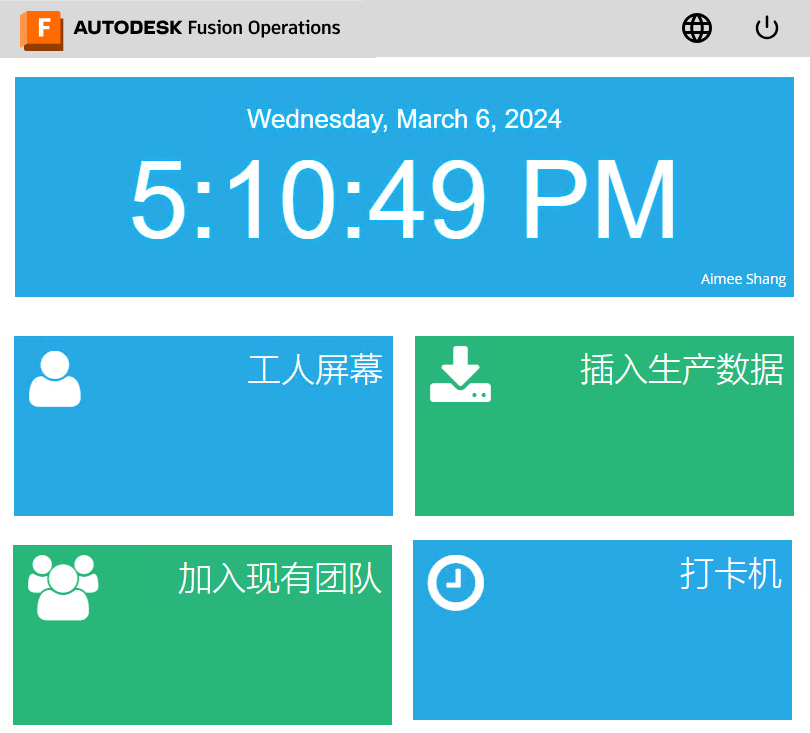 F AUTODESK Fusion Operations
Wednesday, March 6, 2024
5:10:49 PM
Aimee Shang
工人屏幕
插入生产数据
加入现有团队
打卡机